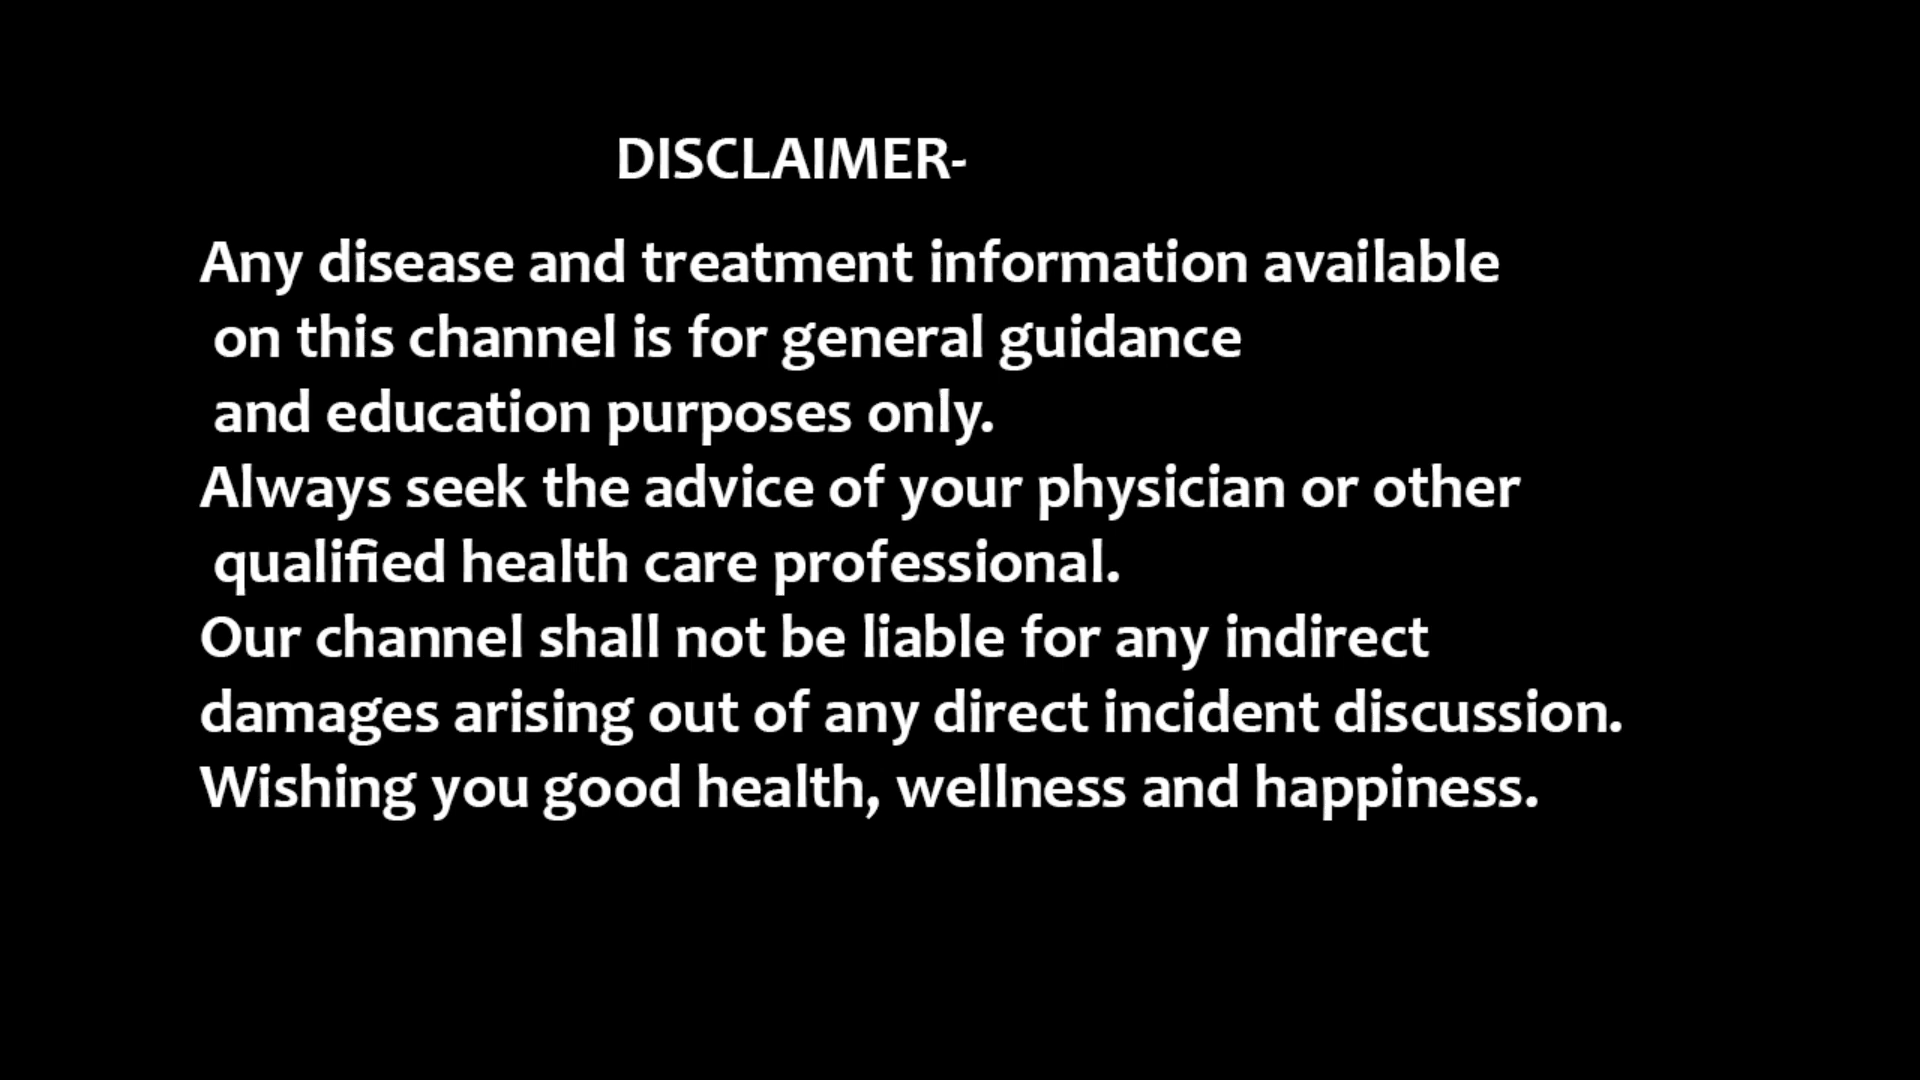 DISCLAIMER-
Any disease and treatment information available
on this channel is for general guidance
and education purposes only.
Always seek the advice of your physician or other
qualified health care professional.
Our channel shall not be liable for any indirect
damages arising out of any direct incident discussion.
Wishing you good health, wellness and happiness.